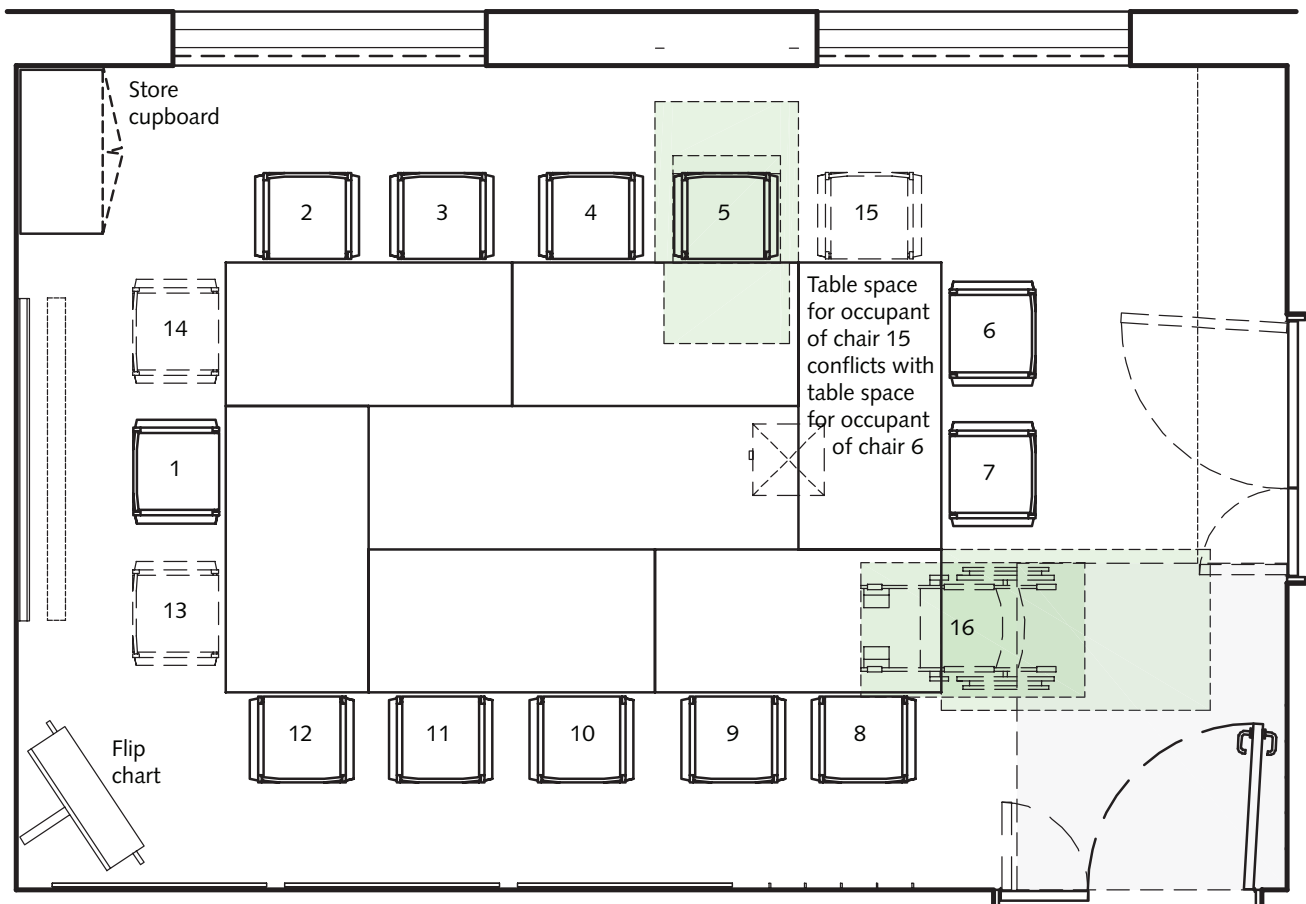 Store
cupboard
2
3
4
5
15
14
Table space
for occupant
of chair 15
conflicts with
table space
for occupant
of chair 6
6
1
7
13
16
12
11
10
9
8
Flip
chart